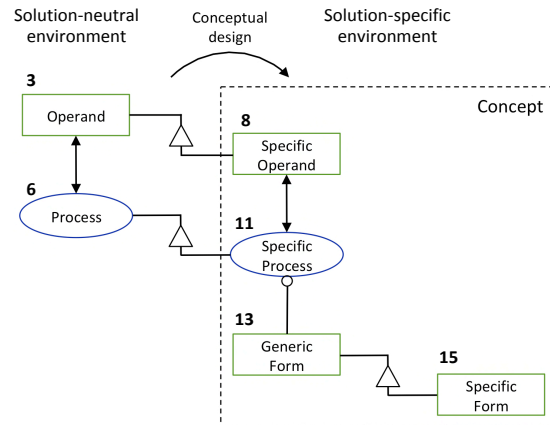 Solution-neutral
environment
Conceptual
design
Solution-specific
environment
Concept
3
Operand
8
Specific
Operand
6
Process
11
Specific
Process
13
Generic
Form
15
Specific
Form